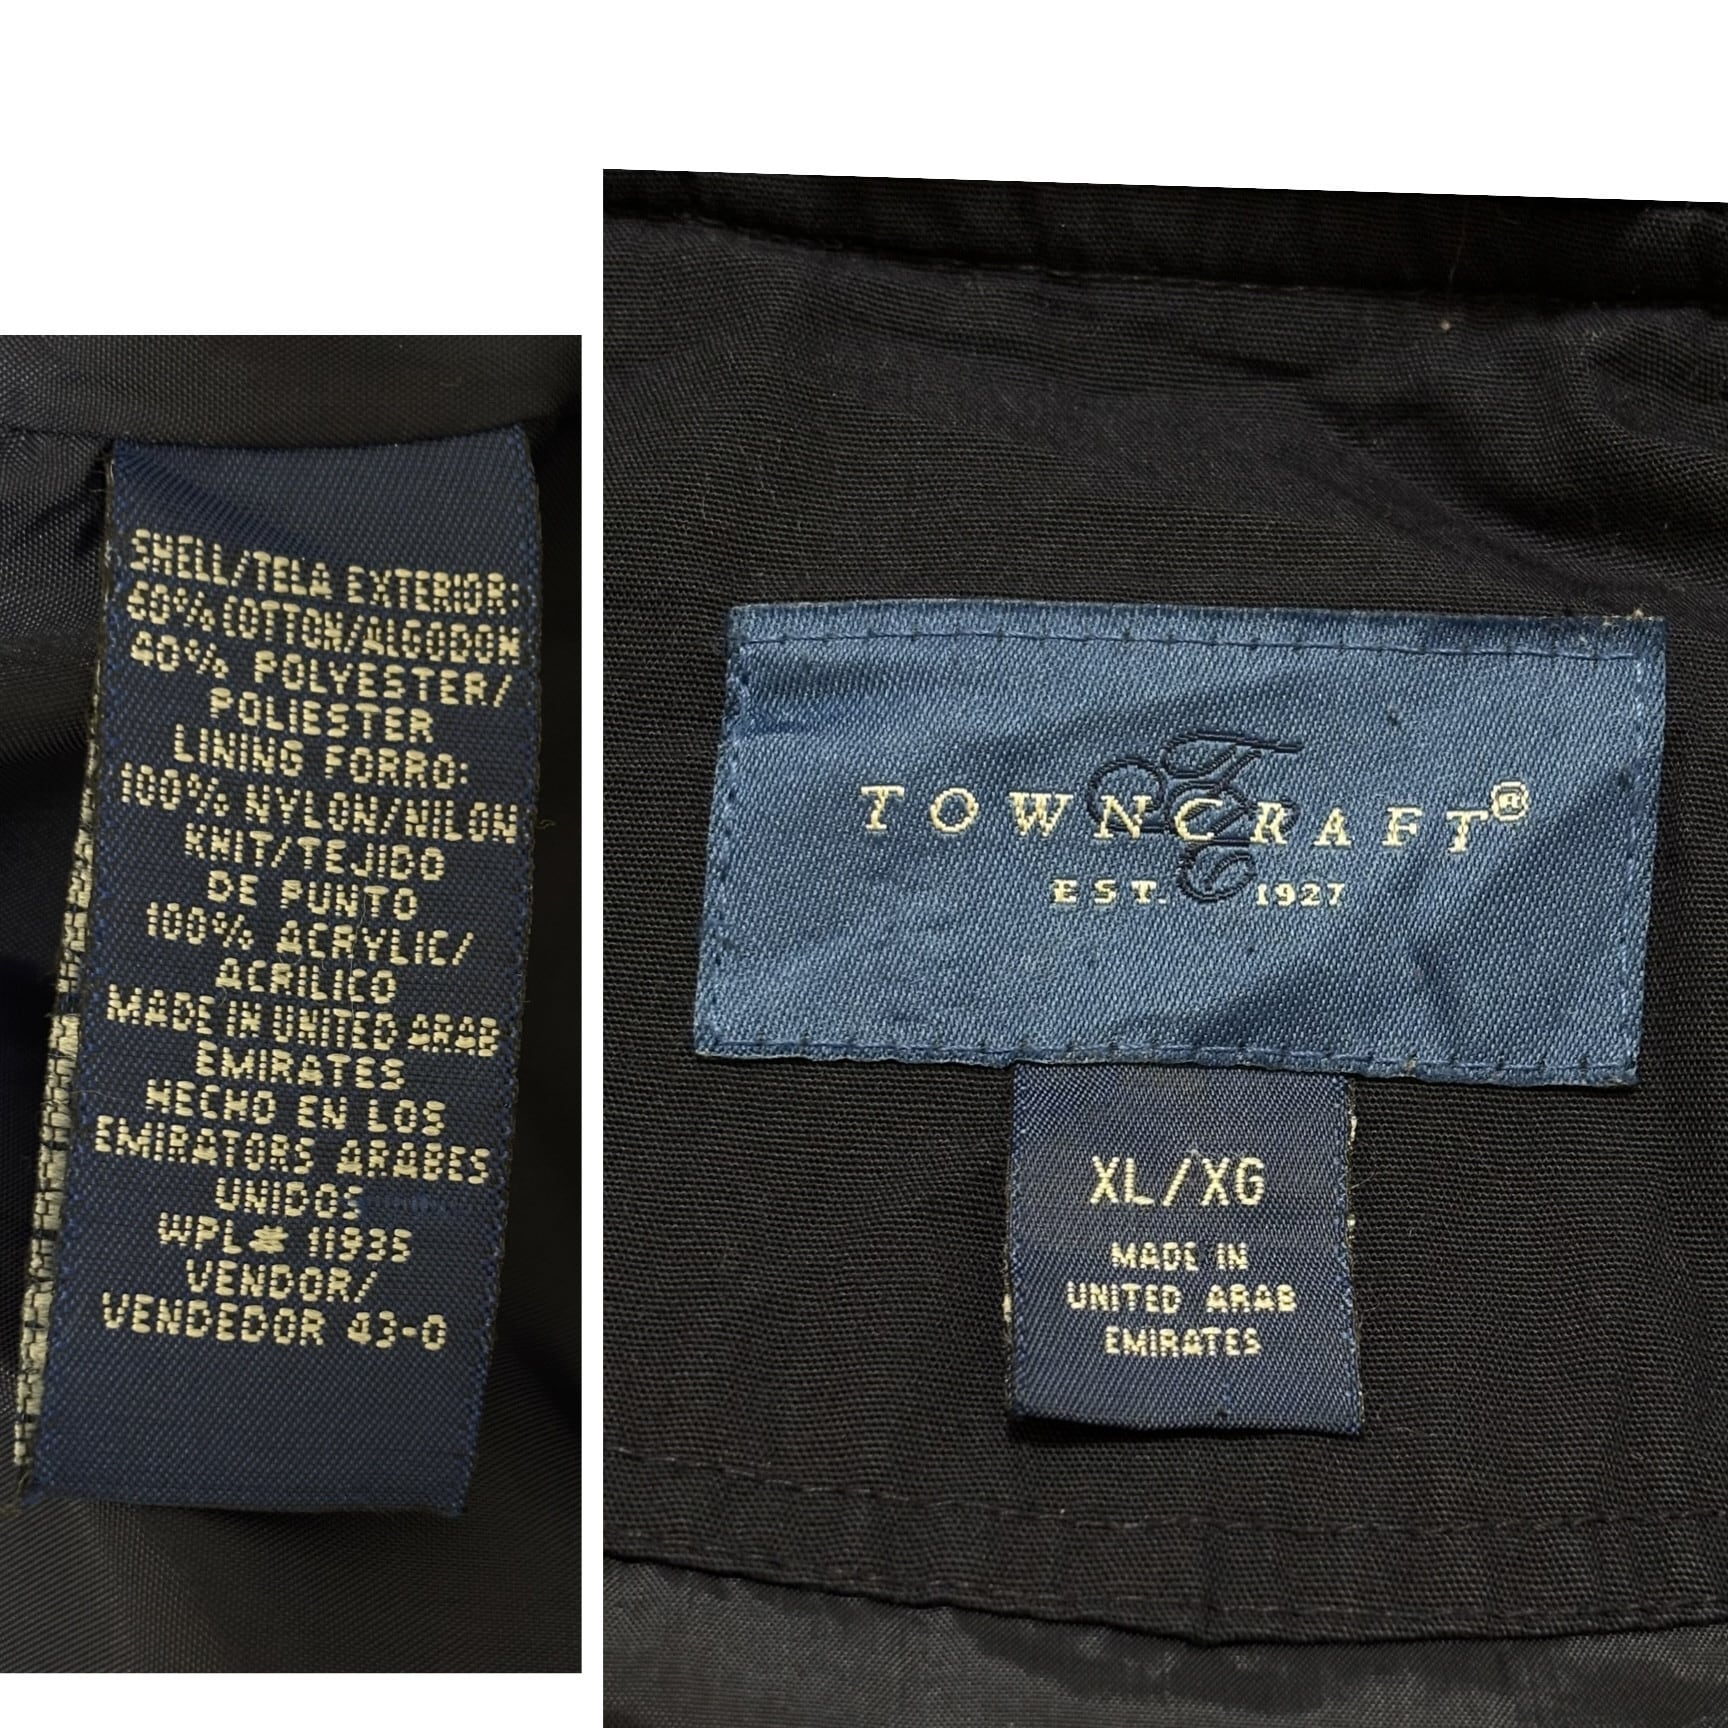 SHELL/TELA EXTERIOR:
60% COTTON/ALGODON
40% POLYESTER/
POLIESTER
LINING FORRO:
100% NYLON/NILON
KNIT/TEJIDO
DE PUNTO
100% ACRYLIC/
ACRILICO
MADE IN UNITED ARAB
EMIRATES
HECHO EN LOS
EMIRATOBS ARABES
UNIDOS
WPL# 11935
VENDOR/
VENDEDOR 43-0
TOWNCRAFT®
EST. 1927
XL/XG
MADE IN
UNITED ARAB
EMIRATES